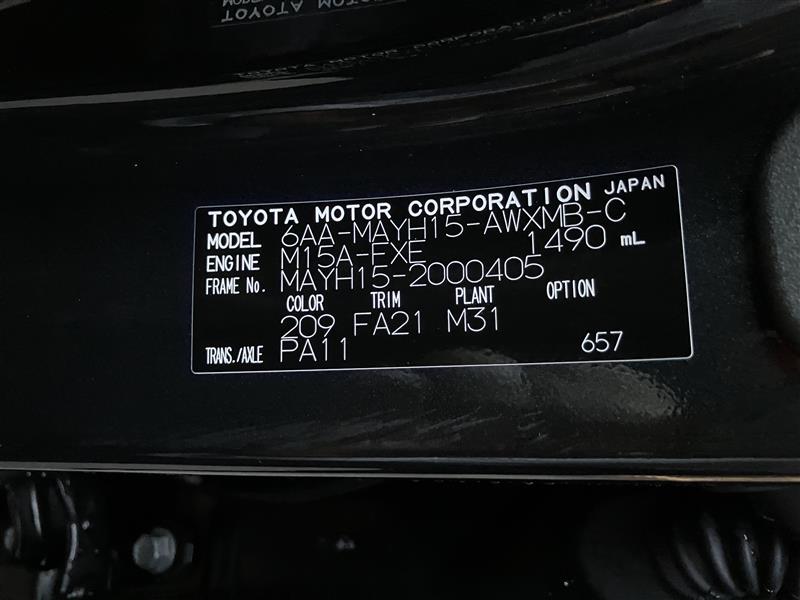 TOYOTA MOTOR CORPORATION JAPAN
MODEL 6AA-MAYH15-AWXMB-C
ENGINE M15A-FXE 1490 mL
FRAME No. MAYH15-2000405
COLOR TRIM PLANT OPTION
209 FA21 M31
TRANS./AXLE PA11 657